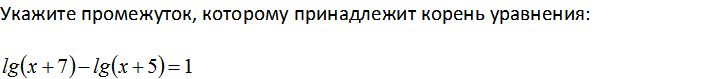 Укажите промежуток, которому принадлежит корень уравнения:
lg(x+7)−lg(x+5)=1